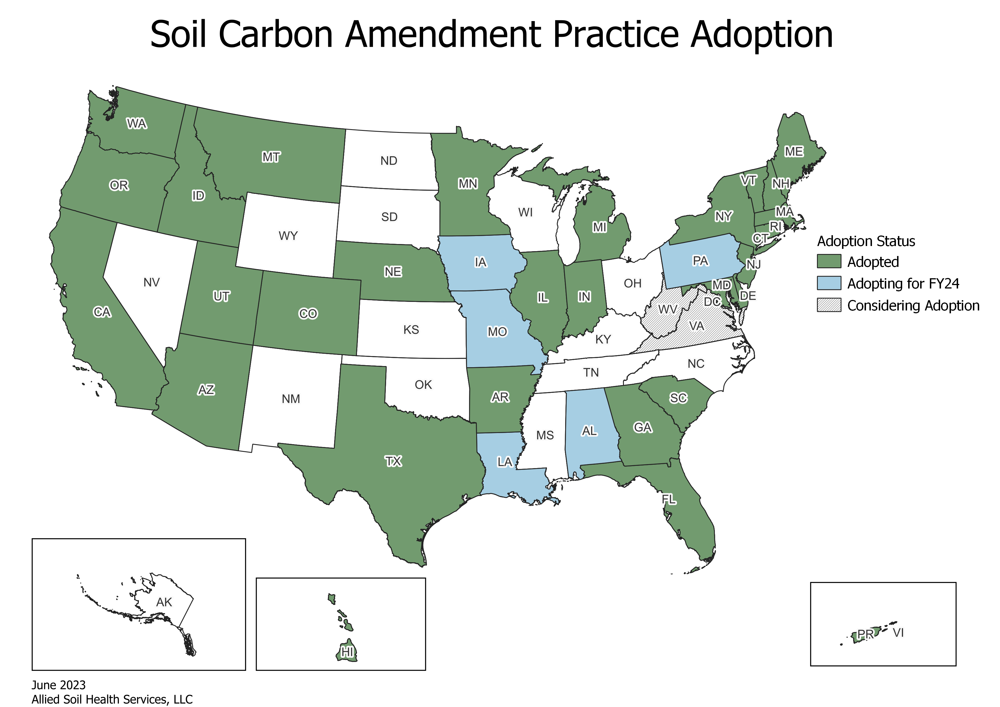 Soil Carbon Amendment Practice Adoption
WA
MT
ND
ME
OR
ID
MN
VT
NH
SD
WI
NY
MA
MI
RI
WY
CT
Adoption Status
IA
PA
Adopted
NE
NJ
NV
OH
MD
Adopting for FY24
UT
IL
IN
DE
DC
CA
CO
WV
Considering Adoption
KS
MO
VA
KY
NC
TN
AZ
OK
NM
AR
SC
MS
AL
GA
TX
LA
FL
AK
PR
VI
HI
June 2023
Allied Soil Health Services, LLC